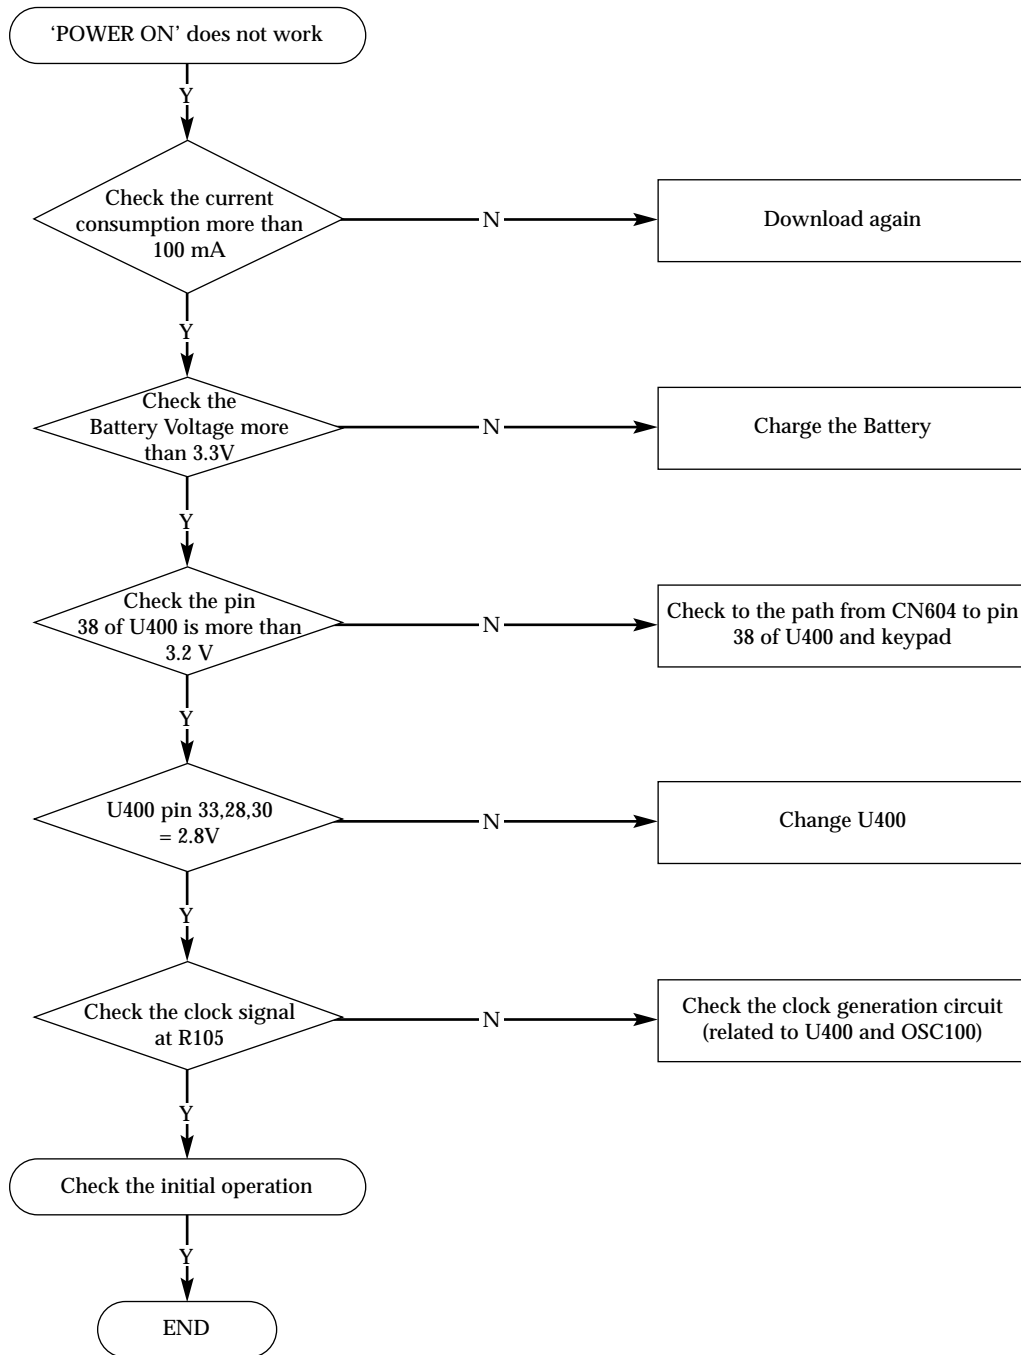 ‘POWER ON’ does not work
Y
Check the current
consumption more than
100 mA
N
Download again
Y
Check the
Battery Voltage more
than 3.3V
N
Charge the Battery
Y
Check the pin
38 of U400 is more than
3.2 V
N
Check to the path from CN604 to pin
38 of U400 and keypad
Y
U400 pin 33,28,30
= 2.8V
N
Change U400
Y
Check the clock signal
at R105
N
Check the clock generation circuit
(related to U400 and OSC100)
Y
Check the initial operation
Y
END